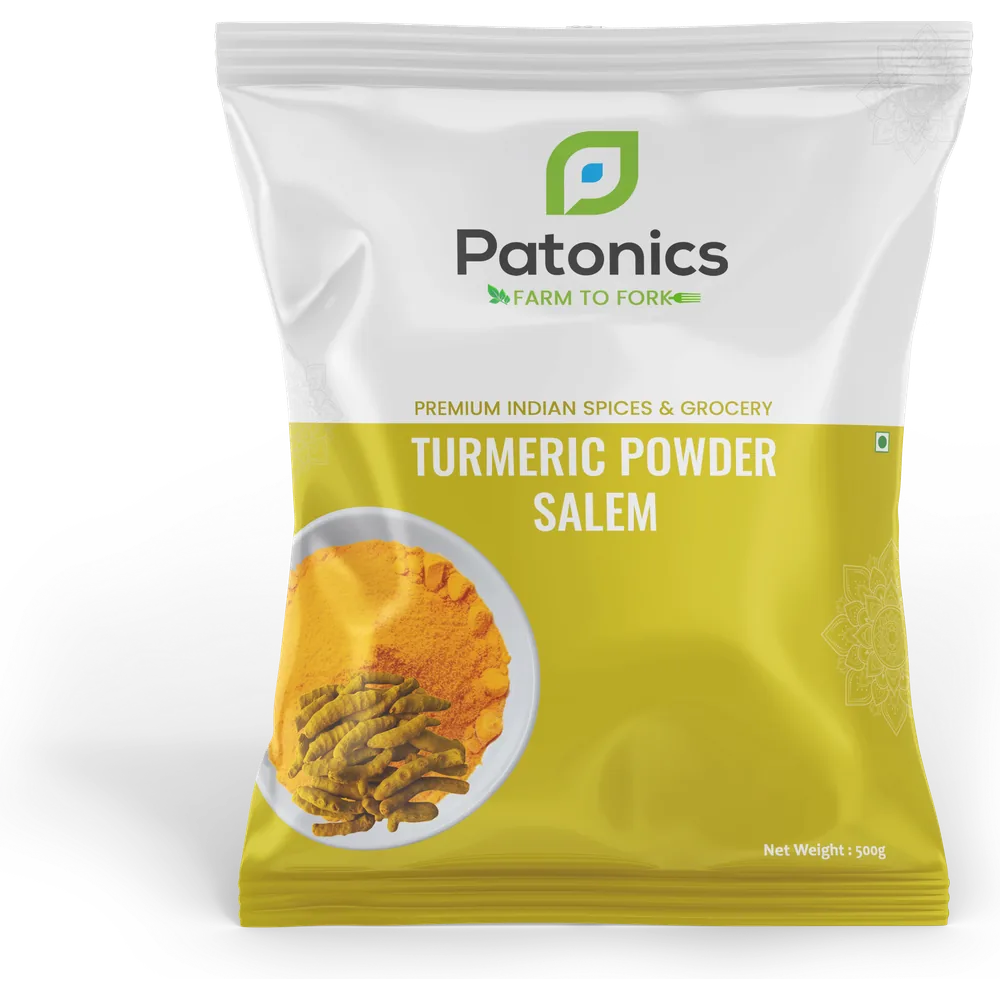 Patonics
FARM TO FORK
PREMIUM INDIAN SPICES & GROCERY
TURMERIC POWDER
SALEM
Net Weight : 500g